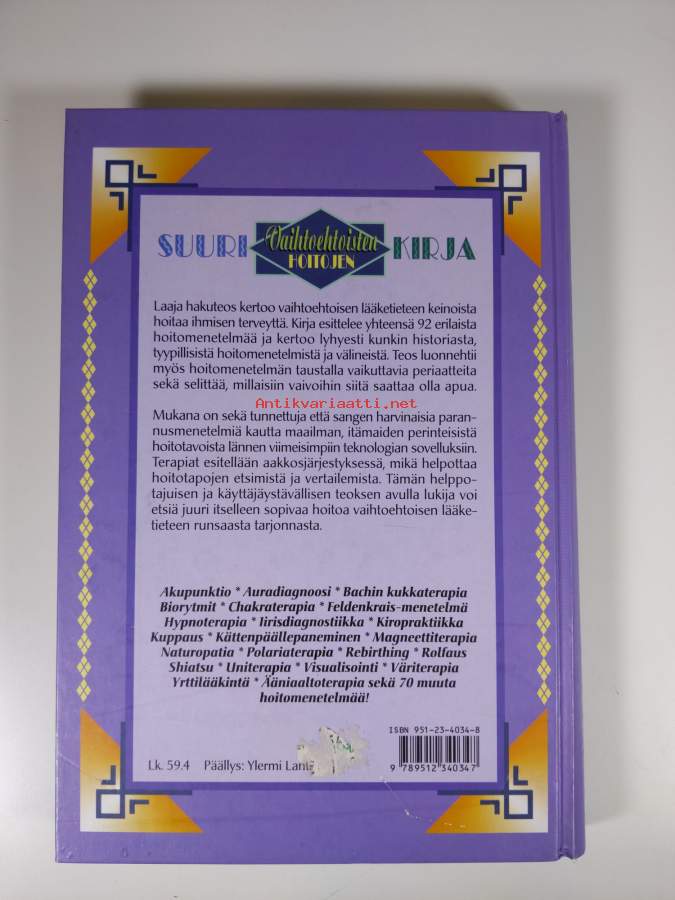 SUURI Vaihtoehtoisten HOITOJEN KIRJA
Laaja hakuteos kertoo vaihtoehtoisen lääketieteen keinoista
hoitaa ihmisen terveyttä. Kirja esittelee yhteensä 92 erilaista
hoitomenetelmää ja kertoo lyhyesti kunkin historiasta,
tyypillisistä hoitomenetelmistä ja välineistä. Teos luonnehtii
myös hoitomenetelmän taustalla vaikuttavia periaatteita
sekä selittää, millaisiin vaivoihin siitä saattaa olla apua.
Antikvariaatti.net
Mukana on sekä tunnettuja että sangen harvinaisia paran-
nusmenetelmiä kautta maailman, itämaiden perinteisistä
hoitotavoista lännen viimeisimpiin teknologian sovelluksiin.
Terapiat esitellään aakkosjärjestyksessä, mikä helpottaa
hoitotapojen etsimistä ja vertailemista. Tämän helppo-
tajuisen ja käyttäjäystävällisen teoksen avulla lukija voi
etsiä juuri itselleen sopivaa hoitoa vaihtoehtoisen lääke-
tieteen runsaasta tarjonnasta.
Akupunktio * Auradiagnoosi * Bachin kukkaterapia
Biorytmit * Chakraterapia * Feldenkrais-menetelmä
Hypnoterapia * Iirisdiagnostiikka * Kiropraktiikka
Kuppaus * Kättenpäällepaneminen * Magneettiterapia
Naturopatia * Polariaterapia * Rebirthing * Rolfaus
Shiatsu * Uniterapia * Visualisointi * Väriterapia
Yrttilääkintä * Ääniaaltoterapia sekä 70 muuta
hoitomenetelmää!
ISBN 951-23-4034-8
Lk. 59.4 Päällys: Ylermi
9 789512 340347